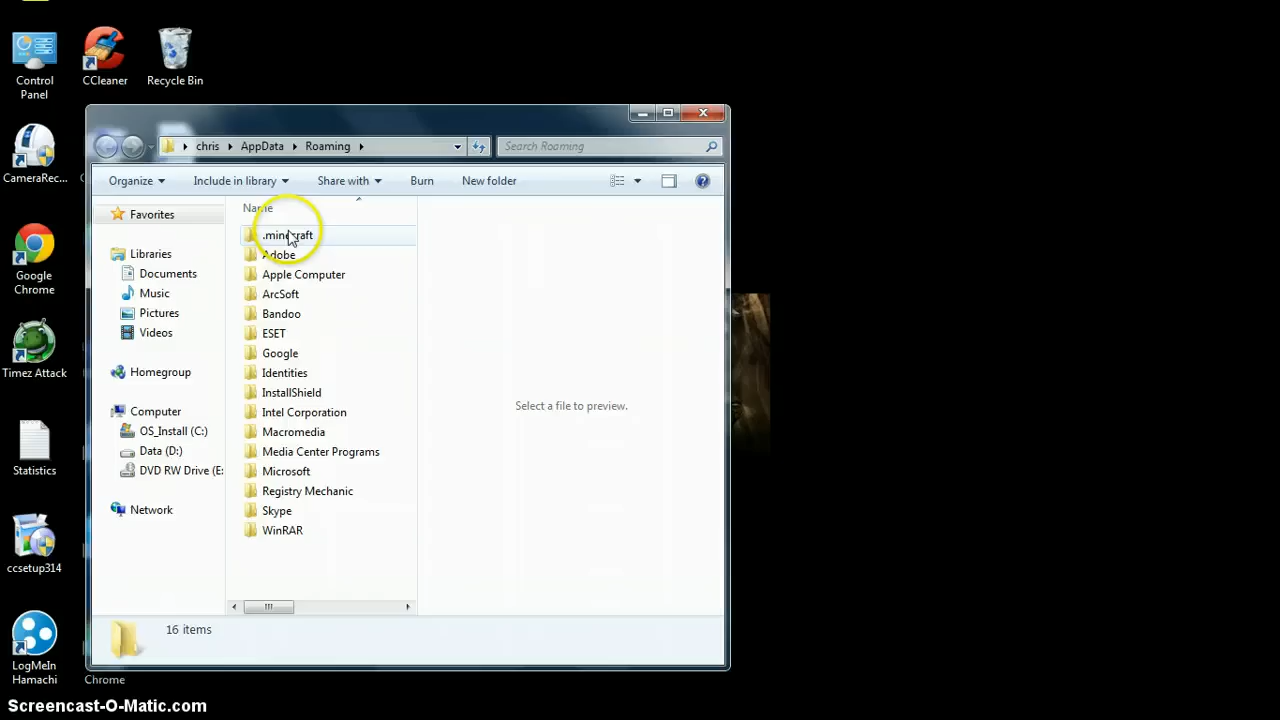 Control
Panel
CCleaner
Recycle Bin
CameraRec...
Google
Chrome
Timez Attack
Statistics
ccsetup314
LogMeIn
Hamachi
Chrome
chris
AppData
Roaming
Search Roaming
Organize
Include in library
Share with
Burn
New folder
Favorites
Libraries
Documents
Music
Pictures
Videos
Homegroup
Computer
OS_Install (C:)
Data (D:)
DVD RW Drive (E:
Network
Name
.minecraft
Adobe
Apple Computer
ArcSoft
Bandoo
ESET
Google
Identities
InstallShield
Intel Corporation
Macromedia
Media Center Programs
Microsoft
Registry Mechanic
Skype
WinRAR
Select a file to preview.
16 items
Screencast-O-Matic.com